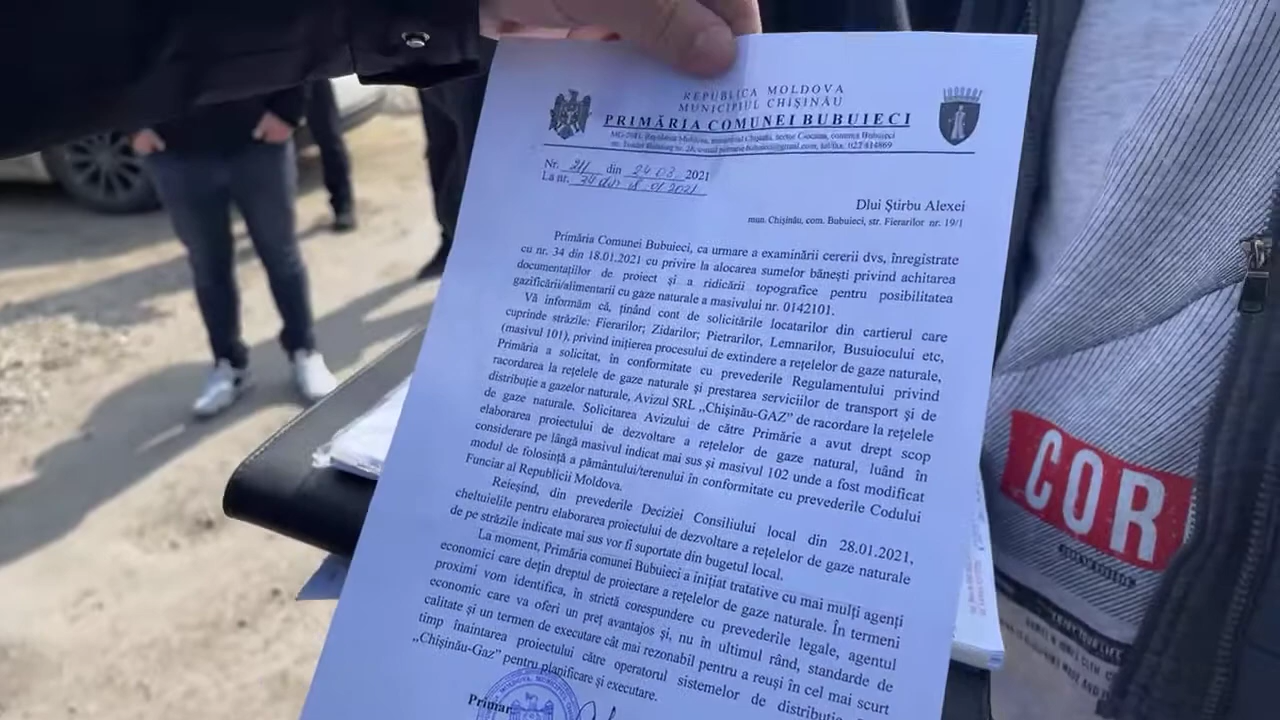 REPUBLICA MOLDOVA
MUNICIPIUL CHIȘINĂU
PRIMĂRIA COMUNEI BUBUIECI
Republica Moldova, municipiul Chișinău, sector Ciocana, comuna Bubuieci
Nr. 211 din 24 03 2021
La nr. 34 din 18.01.2021
Dlui Știrbu Alexei
mun. Chișinău, com. Bubuieci, str. Fierarilor nr. 19/1
Primăria Comunei Bubuieci, ca urmare a examinării cererii dvs, înregistrate
cu nr. 34 din 18.01.2021 cu privire la alocarea sumelor bănești privind achitarea
documentațiilor de proiect și a ridicării topografice pentru posibilitatea
gazificării/alimentarii cu gaze naturale a masivului nr. 0142101.
Vă informăm că, ținând cont de solicitările locatarilor din cartierul care
cuprinde străzile: Fierarilor; Zidarilor; Pietrarilor, Lemnarilor, Busuiocului etc,
(masivul 101), privind inițierea procesului de extindere a rețelelor de gaze naturale,
Primăria a solicitat, în conformitate cu prevederile Regulamentului privind
racordarea la rețelele de gaze naturale și prestarea serviciilor de transport și de
distribuție a gazelor naturale, Avizul SRL „Chișinău-GAZ" de racordare la rețelele
de gaze naturale. Solicitarea Avizului de către Primărie a avut drept scop
elaborarea proiectului de dezvoltare a rețelelor de gaze natural, luând în
considerare pe lângă masivul indicat mai sus și masivul 102 unde a fost modificat
modul de folosință a pământului/terenului în conformitate cu prevederile Codului
Funciar al Republicii Moldova.
Reieșind, din prevederile Deciziei Consiliului local din 28.01.2021,
cheltuielile pentru elaborarea proiectului de dezvoltare a rețelelor de gaze naturale
de pe străzile indicate mai sus vor fi suportate din bugetul local.
La moment, Primăria comunei Bubuieci a inițiat tratative cu mai mulți agenți
economici care dețin dreptul de proiectare a rețelelor de gaze naturale. În termeni
proximi vom identifica, în strictă corespundere cu prevederile legale, agentul
economic care va oferi un preț avantajos și, nu în ultimul rând, standarde de
calitate și un termen de executare cât mai rezonabil pentru a reuși în cel mai scurt
timp înaintarea proiectului către operatorul sistemelor de distribuție
„Chișinău-Gaz" pentru planificare și executare.
Primar
COR